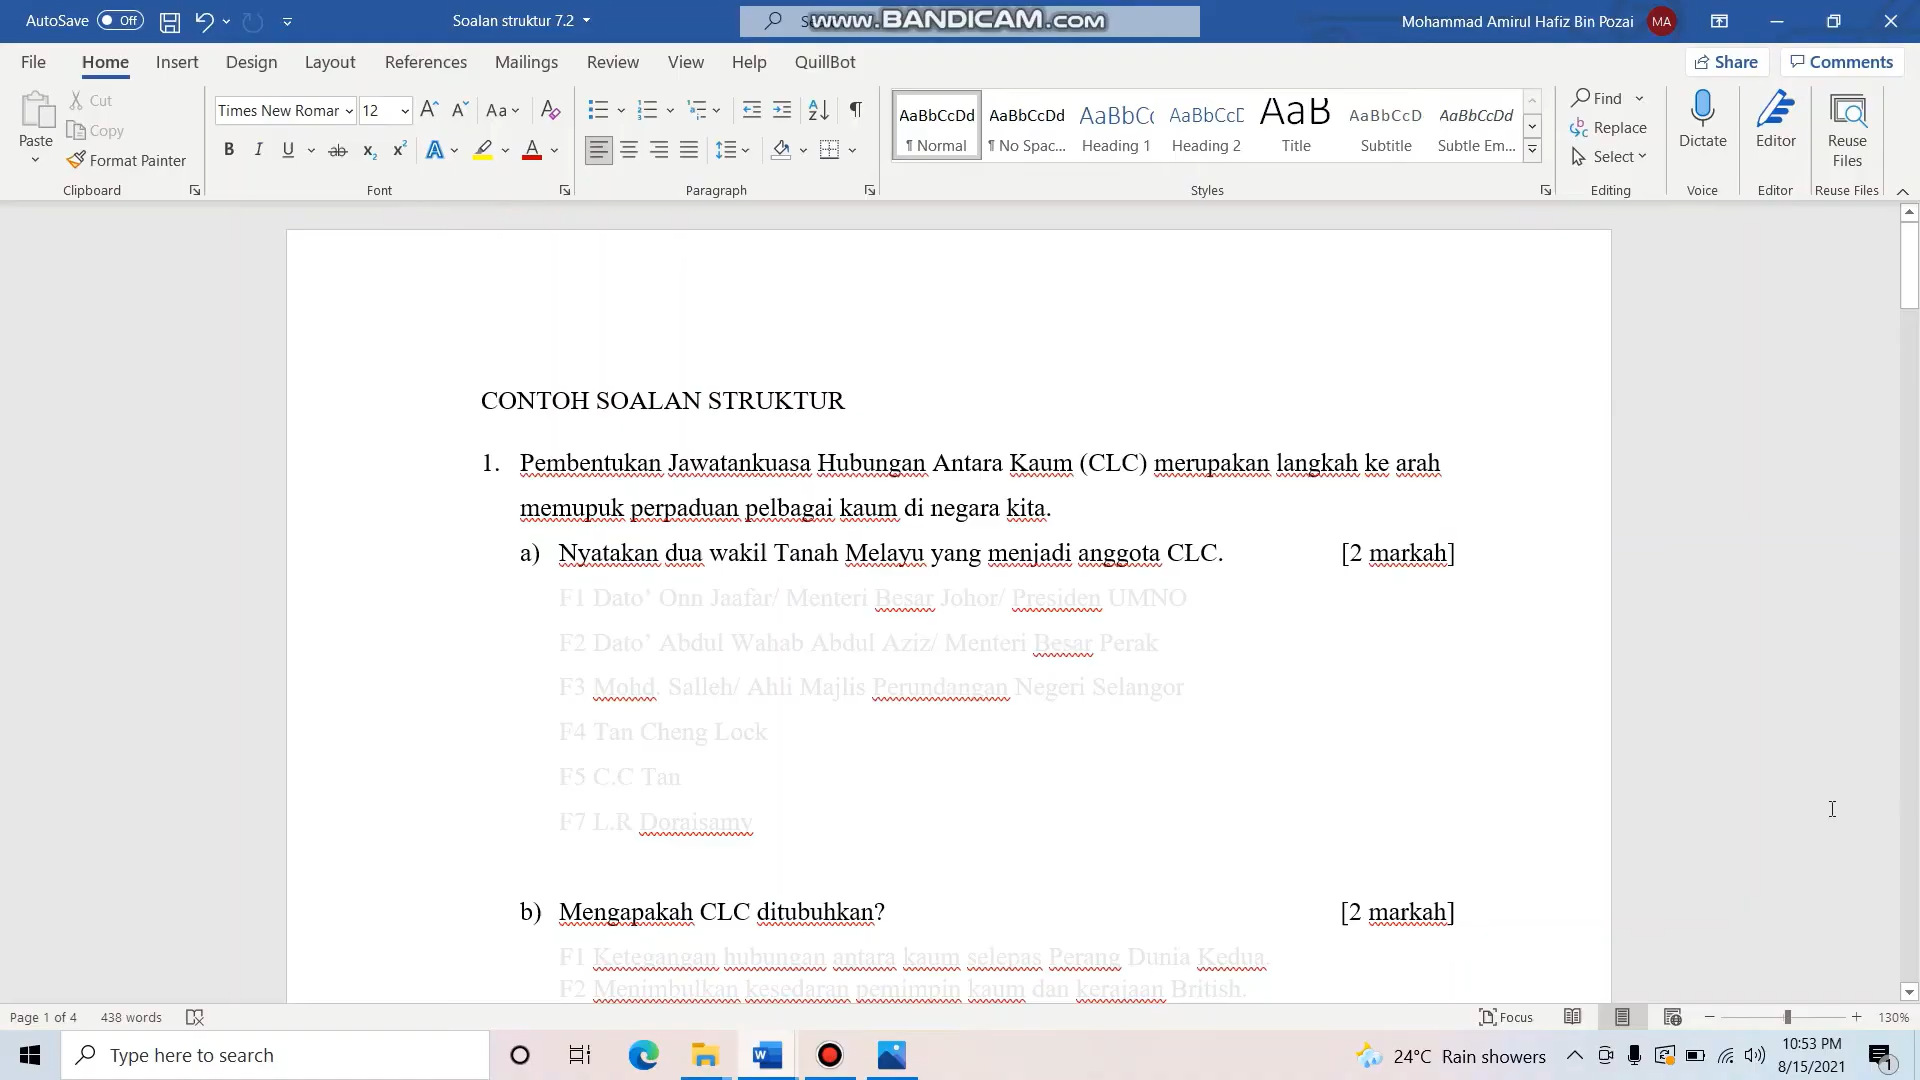 AutoSave Off Soalan struktur 7.2 S WWW.BANDICAM.COM Mohammad Amirul Hafiz Bin Pozai MA
File Home Insert Design Layout References Mailings Review View Help QuillBot Share Comments
Paste Cut Copy Format Painter
Times New Romar 12 Aa
AaBbCcDd AaBbCcDd AaBbCc AaBbCcD AaB AaBbCcD AaBbCcDd
¶ Normal ¶ No Spac... Heading 1 Heading 2 Title Subtitle Subtle Em...
Find Replace Select
Dictate Editor Reuse Files
Clipboard Font Paragraph Styles Editing Voice Editor Reuse Files
CONTOH SOALAN STRUKTUR
1. Pembentukan Jawatankuasa Hubungan Antara Kaum (CLC) merupakan langkah ke arah
memupuk perpaduan pelbagai kaum di negara kita.
a) Nyatakan dua wakil Tanah Melayu yang menjadi anggota CLC. [2 markah]
F1 Dato’ Onn Jaafar/ Menteri Besar Johor/ Presiden UMNO
F2 Dato’ Abdul Wahab Abdul Aziz/ Menteri Besar Perak
F3 Mohd. Salleh/ Ahli Majlis Perundangan Negeri Selangor
F4 Tan Cheng Lock
F5 C.C Tan
F7 L.R Doraisamy
b) Mengapakah CLC ditubuhkan? [2 markah]
F1 Ketegangan hubungan antara kaum selepas Perang Dunia Kedua.
F2 Menimbulkan kesedaran pemimpin kaum dan kerajaan British.
Page 1 of 4 438 words Focus 130%
Type here to search 24°C Rain showers 10:53 PM
8/15/2021 1